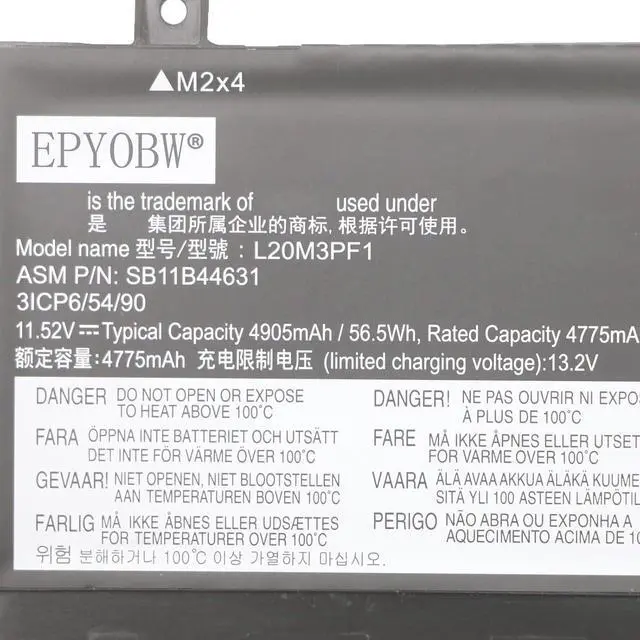 ▲M2x4
EPYOBW®
is the trademark of used under
是 集团所属企业的商标, 根据许可使用。
Model name 型号/型號 : L20M3PF1
ASM P/N: SB11B44631
3ICP6/54/90
11.52V ⎓ Typical Capacity 4905mAh / 56.5Wh, Rated Capacity 4775mA
额定容量:4775mAh 充电限制电压 (limited charging voltage):13.2V
DANGER DO NOT OPEN OR EXPOSE
TO HEAT ABOVE 100°C
FARA ÖPPNA INTE BATTERIET OCH UTSÄTT
DET INTE FÖR VÄRME ÖVER 100°C
GEVAAR! NIET OPENEN, NIET BLOOTSTELLEN
AAN TEMPERATUREN BOVEN 100°C
FARLIG MÅ IKKE ÅBNES ELLER UDSÆTTES
FOR TEMPERATURER OVER 100°C
위험 분해하거나 100°C 이상 가열하지 마십시오.
DANGER! NE PAS OUVRIR NI EXPOS
À PLUS DE 100°C
FARE MÅ IKKE ÅPNES ELLER UTSET
FOR VARME OVER 100°C
VAARA ÄLÄ AVAA AKKUA ÄLÄKÄ KUUME
SITÄ YLI 100 ASTEEN LÄMPÖTIL
PERIGO NÃO ABRA OU EXPONHA A
AQUECIMENTO ACIMA DE 10